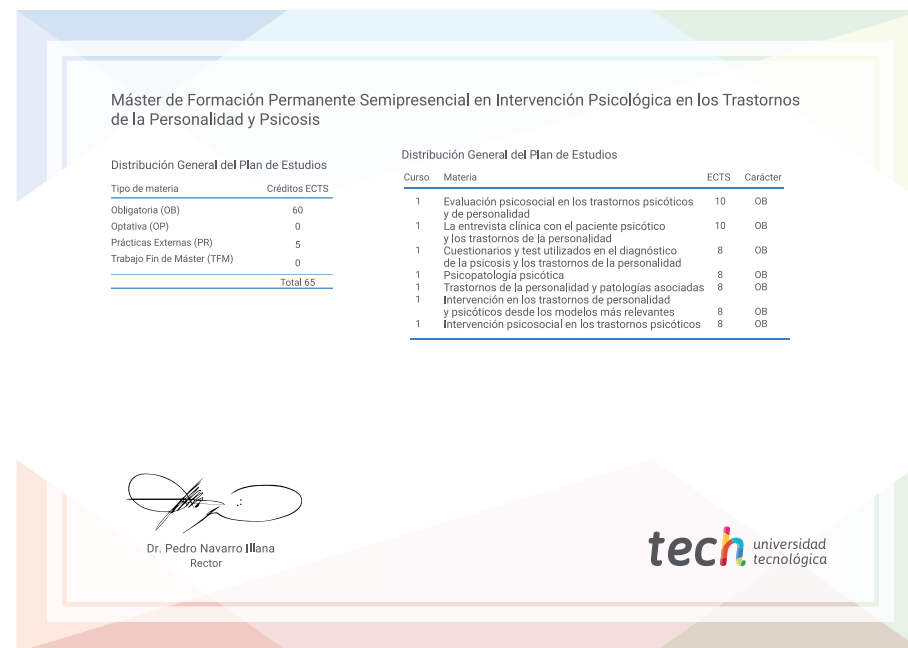 Máster de Formación Permanente Semipresencial en Intervención Psicológica en los Trastornos
de la Personalidad y Psicosis
Distribución General del Plan de Estudios
Tipo de materia Créditos ECTS
Obligatoria (OB) 60
Optativa (OP) 0
Prácticas Externas (PR) 5
Trabajo Fin de Máster (TFM) 0
Total 65
Distribución General del Plan de Estudios
Curso Materia ECTS Carácter
1 Evaluación psicosocial en los trastornos psicóticos 10 OB
y de personalidad
1 La entrevista clínica con el paciente psicótico 10 OB
y los trastornos de la personalidad
1 Cuestionarios y test utilizados en el diagnóstico 8 OB
de la psicosis y los trastornos de la personalidad
1 Psicopatología psicótica 8 OB
1 Trastornos de la personalidad y patologías asociadas 8 OB
1 Intervención en los trastornos de personalidad
y psicóticos desde los modelos más relevantes 8 OB
1 Intervención psicosocial en los trastornos psicóticos 8 OB
Dr. Pedro Navarro Illana
Rector
tech universidad
tecnológica